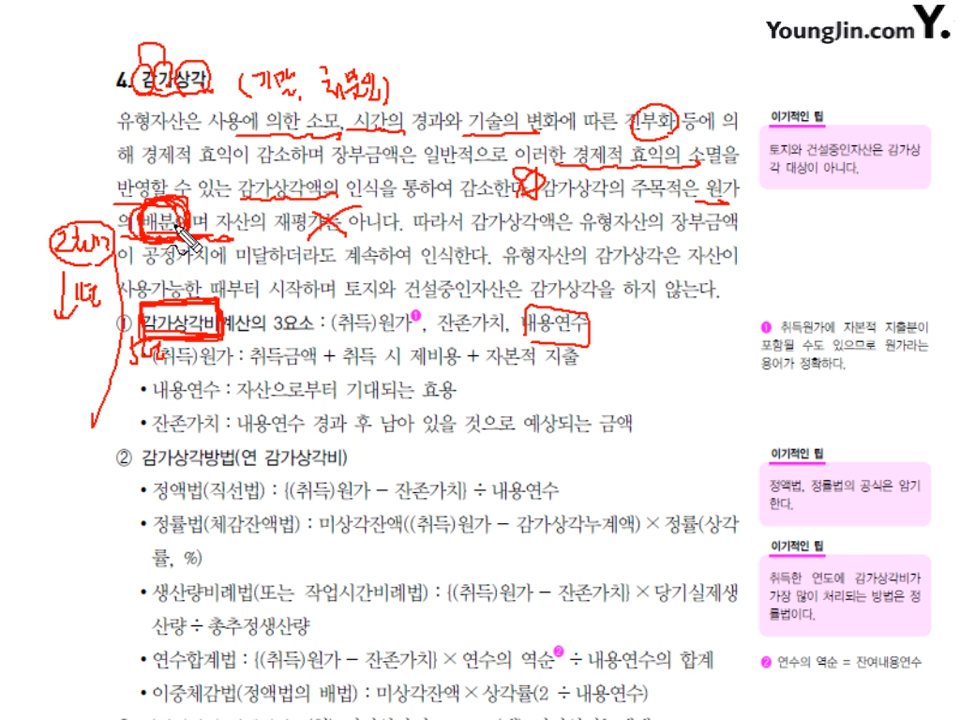 YoungJin.com Y.
4. 감가상각 (기말,
유형자산은 사용에 의한 소모, 시간의 경과와 기술의 변화에 따른 진부화 등에 의
해 경제적 효익이 감소하며 장부금액은 일반적으로 이러한 경제적 효익의 소멸을
반영할 수 있는 감가상각액의 인식을 통하여 감소한다. 감가상각의 주목적은 원가
의 배분이며 자산의 재평가는 아니다. 따라서 감가상각액은 유형자산의 장부금액
이 공정가치에 미달하더라도 계속하여 인식한다. 유형자산의 감가상각은 자산이
사용가능한 때부터 시작하며 토지와 건설중인자산은 감가상각을 하지 않는다.
1년
① 감가상각비계산의 3요소 : (취득)원가❶, 잔존가치, 내용연수
5년
(취득)원가 : 취득금액 + 취득 시 제비용 + 자본적 지출
• 내용연수 : 자산으로부터 기대되는 효용
• 잔존가치 : 내용연수 경과 후 남아 있을 것으로 예상되는 금액
② 감가상각방법(연 감가상각비)
• 정액법(직선법) : {(취득)원가 − 잔존가치} ÷ 내용연수
• 정률법(체감잔액법) : 미상각잔액((취득)원가 − 감가상각누계액) × 정률(상각
률, %)
• 생산량비례법(또는 작업시간비례법) : {(취득)원가 − 잔존가치} × 당기실제생
산량 ÷ 총추정생산량
• 연수합계법 : {(취득)원가 − 잔존가치} × 연수의 역순❷ ÷ 내용연수의 합계
• 이중체감법(정액법의 배법) : 미상각잔액 × 상각률(2 ÷ 내용연수)
이기적인 팁
토지와 건설중인자산은 감가상
각 대상이 아니다.
❶ 취득원가에 자본적 지출분이
포함될 수도 있으므로 원가라는
용어가 정확하다.
이기적인 팁
정액법, 정률법의 공식은 암기
한다.
이기적인 팁
취득한 연도에 감가상각비가
가장 많이 처리되는 방법은 정
률법이다.
❷ 연수의 역순 = 잔여내용연수